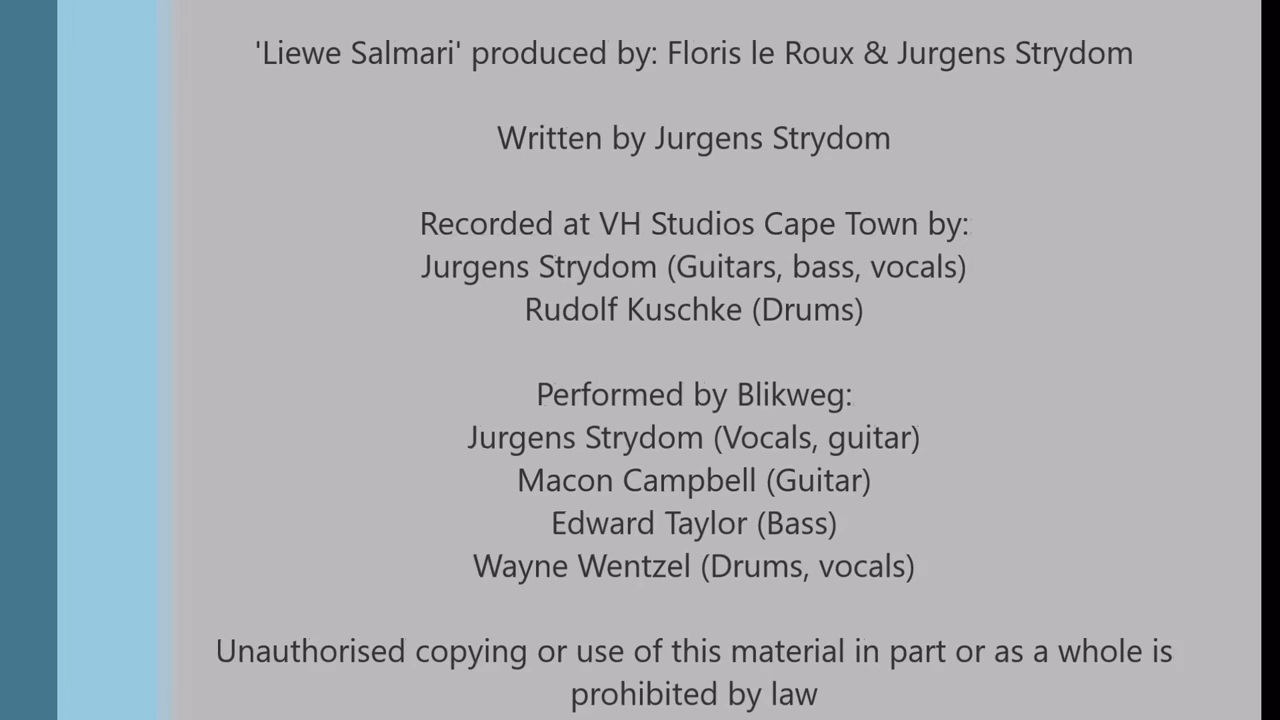 'Liewe Salmari' produced by: Floris le Roux & Jurgens Strydom
Written by Jurgens Strydom
Recorded at VH Studios Cape Town by:
Jurgens Strydom (Guitars, bass, vocals)
Rudolf Kuschke (Drums)
Performed by Blikweg:
Jurgens Strydom (Vocals, guitar)
Macon Campbell (Guitar)
Edward Taylor (Bass)
Wayne Wentzel (Drums, vocals)
Unauthorised copying or use of this material in part or as a whole is
prohibited by law